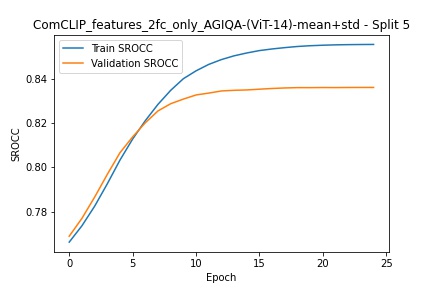 ComCLIP_features_2fc_only_AGIQA-(ViT-14)-mean+std - Split 5
Train SROCC
Validation SROCC
SROCC
0.84
0.82
0.80
0.78
0 5 10 15 20 25
Epoch